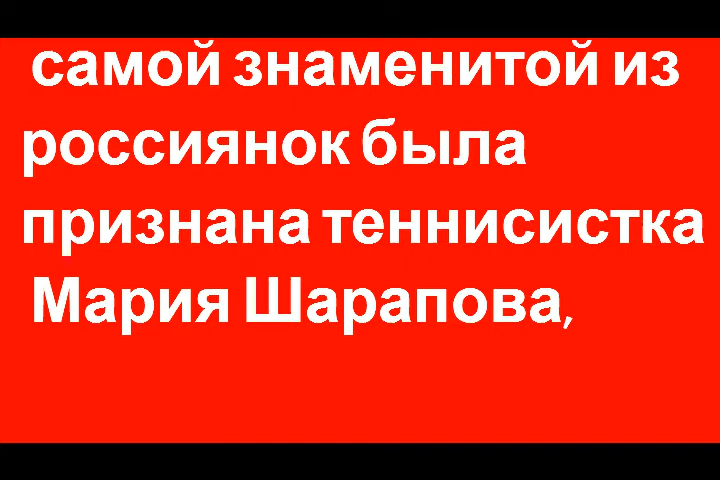 самой знаменитой из
россиянок была
признана теннисистка
Мария Шарапова,